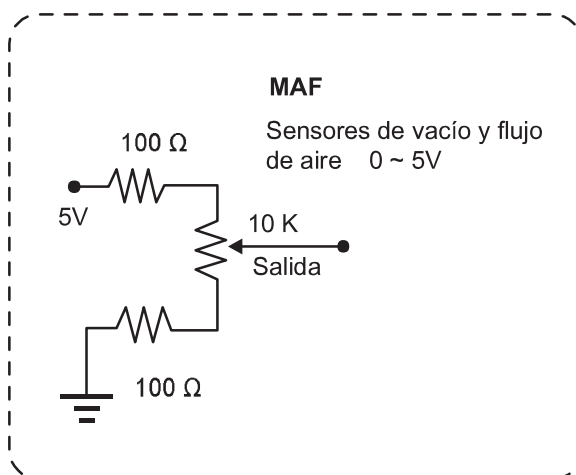 MAF
Sensores de vacío y flujo
de aire 0 ~ 5V
100 Ω
5V
10 K
Salida
100 Ω